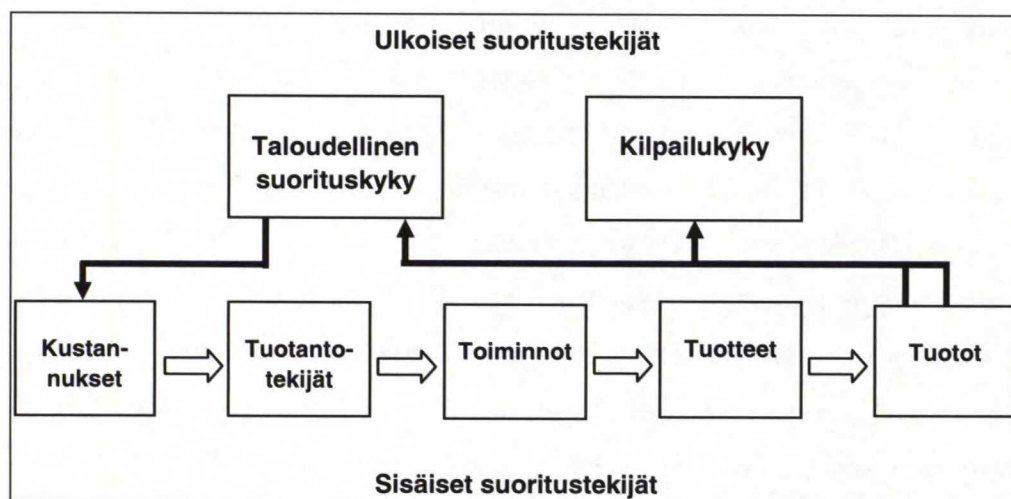 Ulkoiset suoritustekijät
Taloudellinen
suorituskyky
Kilpailukyky
Kustan-
nukset
Tuotanto-
tekijät
Toiminnot
Tuotteet
Tuotot
Sisäiset suoritustekijät